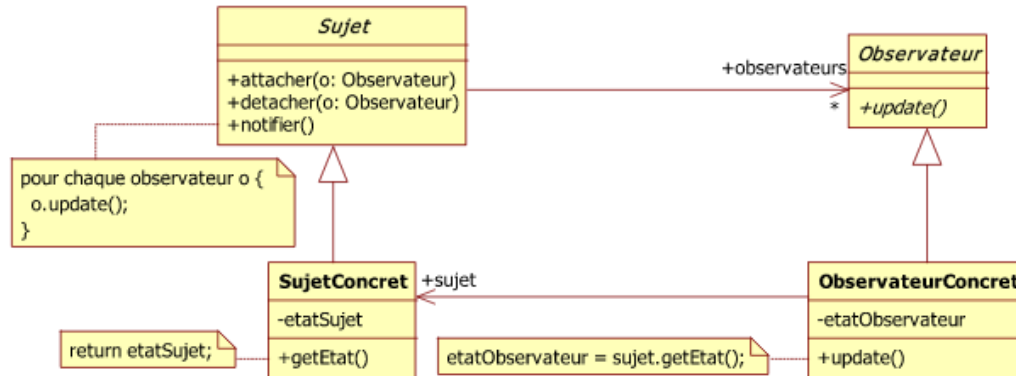 Sujet
+attacher(o: Observateur)
+detacher(o: Observateur)
+notifier()
+observateurs
*
Observateur
+update()
pour chaque observateur o {
o.update();
}
SujetConcret
-etatSujet
+getEtat()
return etatSujet;
+sujet
ObservateurConcret
-etatObservateur
+update()
etatObservateur = sujet.getEtat();